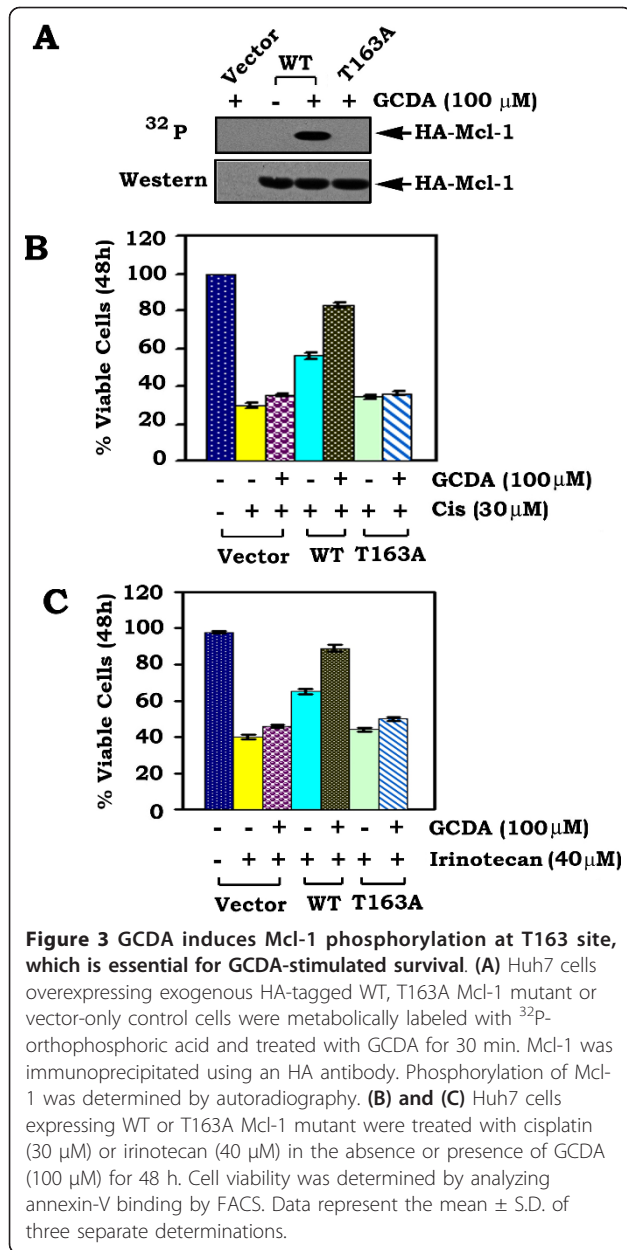 A
Vector
WT
T163A
+ - + + GCDA (100 μM)
32 P HA-Mcl-1
Western HA-Mcl-1
B
% Viable Cells (48h)
120
100
80
60
40
20
0
- - + - + - + GCDA (100μM)
- + + + + + + Cis (30μM)
Vector WT T163A
C
% Viable Cells (48h)
120
100
80
60
40
20
0
- - + - + - + GCDA (100μM)
- + + + + + + Irinotecan (40μM)
Vector WT T163A
Figure 3 GCDA induces Mcl-1 phosphorylation at T163 site,
which is essential for GCDA-stimulated survival. (A) Huh7 cells
overexpressing exogenous HA-tagged WT, T163A Mcl-1 mutant or
vector-only control cells were metabolically labeled with 32P-
orthophosphoric acid and treated with GCDA for 30 min. Mcl-1 was
immunoprecipitated using an HA antibody. Phosphorylation of Mcl-
1 was determined by autoradiography. (B) and (C) Huh7 cells
expressing WT or T163A Mcl-1 mutant were treated with cisplatin
(30 μM) or irinotecan (40 μM) in the absence or presence of GCDA
(100 μM) for 48 h. Cell viability was determined by analyzing
annexin-V binding by FACS. Data represent the mean ± S.D. of
three separate determinations.